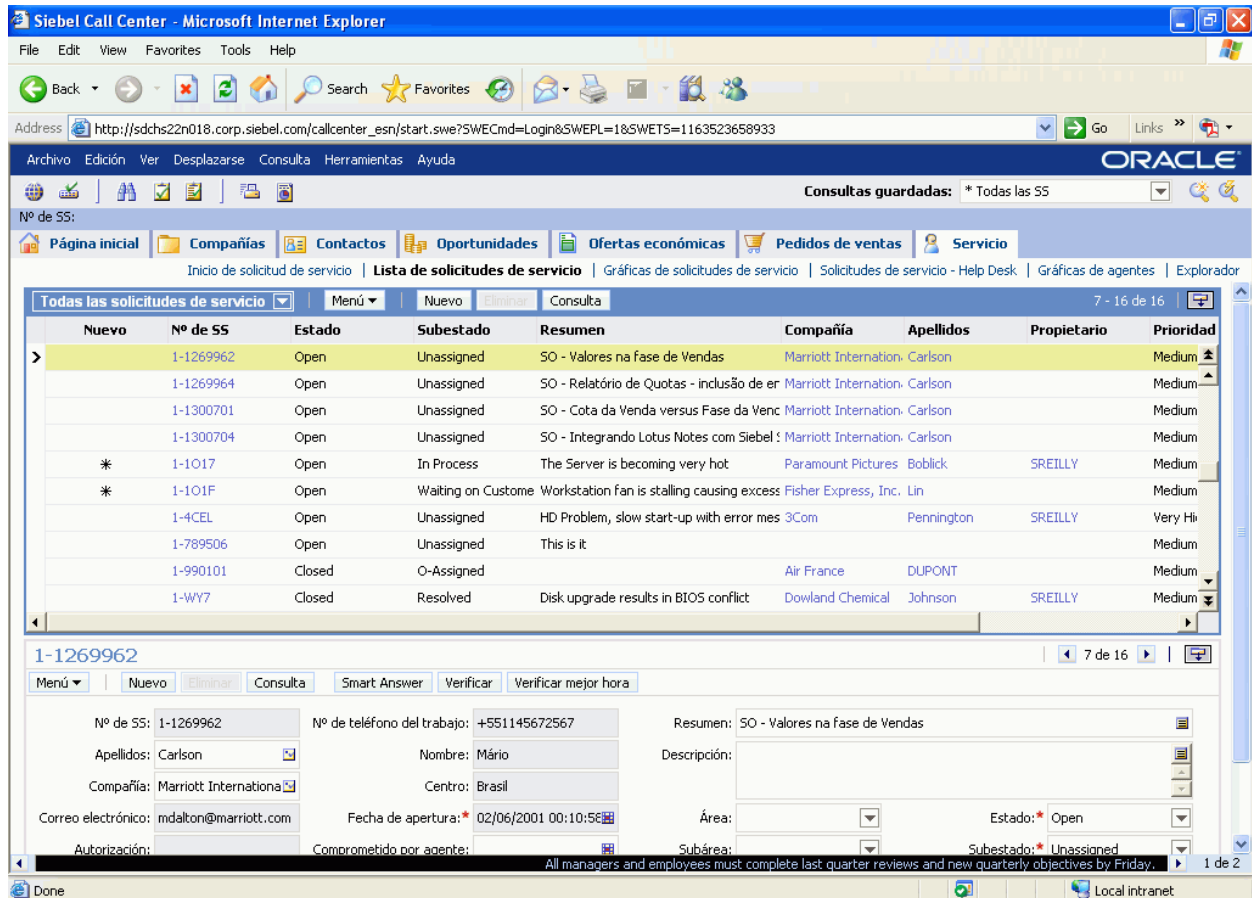 Siebel Call Center - Microsoft Internet Explorer
File Edit View Favorites Tools Help
Back Search Favorites
Address http://sdchs22n018.corp.siebel.com/callcenter_esn/start.swe?SWECmd=Login&SWEPL=1&SWETS=1163523658933 Go Links »
Archivo Edición Ver Desplazarse Consulta Herramientas Ayuda ORACLE
Consultas guardadas: * Todas las SS
Nº de SS:
Página inicial Compañías Contactos Oportunidades Ofertas económicas Pedidos de ventas Servicio
Inicio de solicitud de servicio | Lista de solicitudes de servicio | Gráficas de solicitudes de servicio | Solicitudes de servicio - Help Desk | Gráficas de agentes | Explorador
Todas las solicitudes de servicio Menú Nuevo Eliminar Consulta 7 - 16 de 16
Nuevo Nº de SS Estado Subestado Resumen Compañía Apellidos Propietario Prioridad
1-1269962 Open Unassigned SO - Valores na fase de Vendas Marriott Internation Carlson Medium
1-1269964 Open Unassigned SO - Relatório de Quotas - inclusão de er Marriott Internation Carlson Medium
1-1300701 Open Unassigned SO - Cota da Venda versus Fase da Venc Marriott Internation Carlson Medium
1-1300704 Open Unassigned SO - Integrando Lotus Notes com Siebel Marriott Internation Carlson Medium
* 1-1O17 Open In Process The Server is becoming very hot Paramount Pictures Boblick SREILLY Medium
* 1-1O1F Open Waiting on Custome Workstation fan is stalling causing excess Fisher Express, Inc. Lin Medium
1-4CEL Open Unassigned HD Problem, slow start-up with error mes 3Com Pennington SREILLY Very Hi
1-789506 Open Unassigned This is it Medium
1-990101 Closed O-Assigned Air France DUPONT Medium
1-WY7 Closed Resolved Disk upgrade results in BIOS conflict Dowland Chemical Johnson SREILLY Medium
1-1269962 7 de 16
Menú Nuevo Eliminar Consulta Smart Answer Verificar Verificar mejor hora
Nº de SS: 1-1269962 Nº de teléfono del trabajo: +551145672567 Resumen: SO - Valores na fase de Vendas
Apellidos: Carlson Nombre: Mário Descripción:
Compañía: Marriott Internationa Centro: Brasil
Correo electrónico: mdalton@marriott.com Fecha de apertura:* 02/06/2001 00:10:58 Área: Estado:* Open
Autorización: Comprometido por agente: Subárea: Subestado:* Unassigned
All managers and employees must complete last quarter reviews and new quarterly objectives by Friday. 1 de 2
Done Local intranet